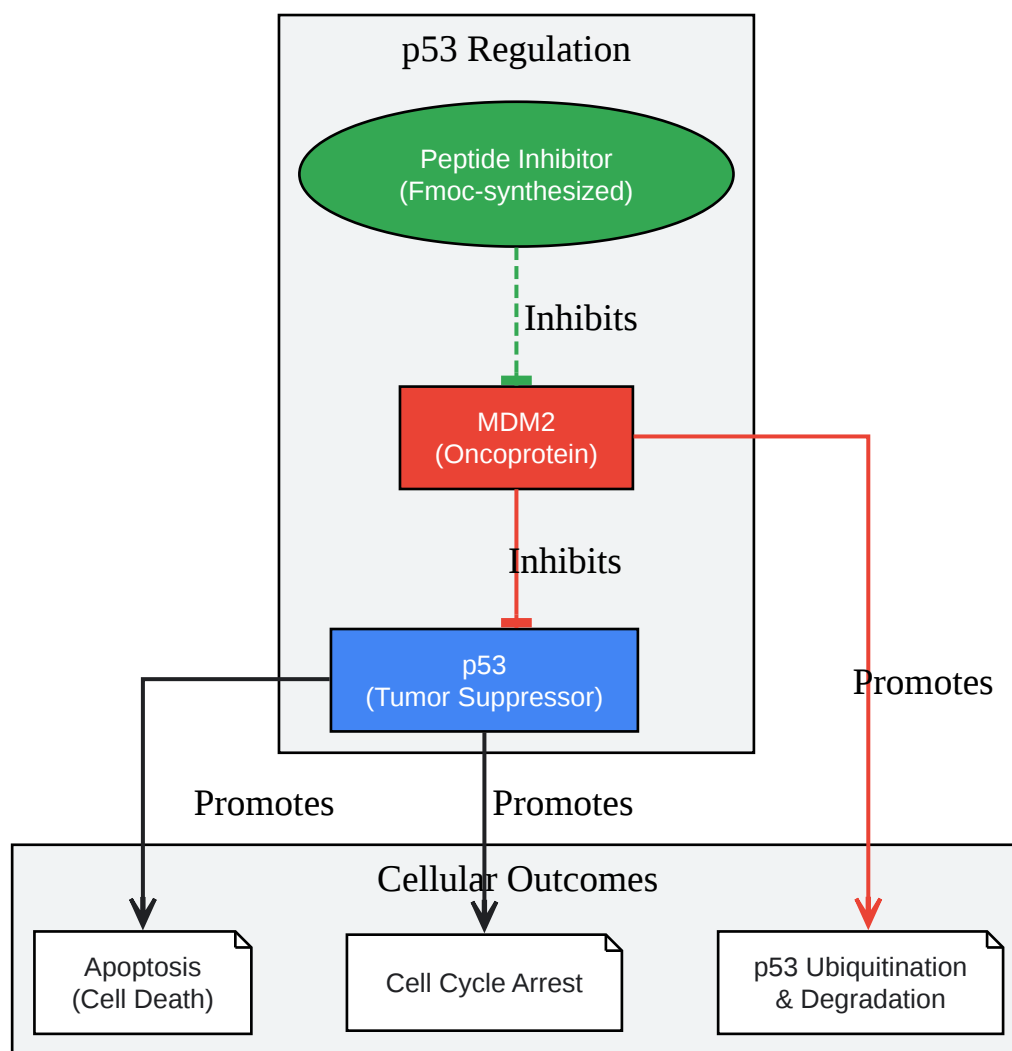 p53 Regulation
Peptide Inhibitor
(Fmoc-synthesized)
Inhibits
MDM2
(Oncoprotein)
Inhibits
p53
(Tumor Suppressor)
Promotes
Promotes
Promotes
Cellular Outcomes
Apoptosis
(Cell Death)
Cell Cycle Arrest
p53 Ubiquitination
& Degradation